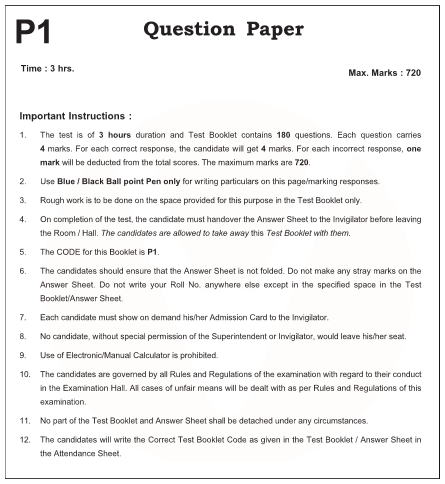 P1
Question Paper
Time : 3 hrs.
Max. Marks : 720
Important Instructions :
1. The test is of 3 hours duration and Test Booklet contains 180 questions. Each question carries
4 marks. For each correct response, the candidate will get 4 marks. For each incorrect response, one
mark will be deducted from the total scores. The maximum marks are 720.
2. Use Blue / Black Ball point Pen only for writing particulars on this page/marking responses.
3. Rough work is to be done on the space provided for this purpose in the Test Booklet only.
4. On completion of the test, the candidate must handover the Answer Sheet to the Invigilator before leaving
the Room / Hall. The candidates are allowed to take away this Test Booklet with them.
5. The CODE for this Booklet is P1.
6. The candidates should ensure that the Answer Sheet is not folded. Do not make any stray marks on the
Answer Sheet. Do not write your Roll No. anywhere else except in the specified space in the Test
Booklet/Answer Sheet.
7. Each candidate must show on demand his/her Admission Card to the Invigilator.
8. No candidate, without special permission of the Superintendent or Invigilator, would leave his/her seat.
9. Use of Electronic/Manual Calculator is prohibited.
10. The candidates are governed by all Rules and Regulations of the examination with regard to their conduct
in the Examination Hall. All cases of unfair means will be dealt with as per Rules and Regulations of this
examination.
11. No part of the Test Booklet and Answer Sheet shall be detached under any circumstances.
12. The candidates will write the Correct Test Booklet Code as given in the Test Booklet / Answer Sheet in
the Attendance Sheet.